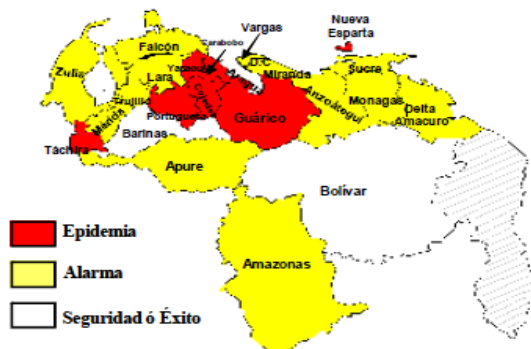 Vargas
Nueva
Esparta
Carabobo
Falcón
D.C
Zulia
Yaracuy
Aragua
Miranda
Sucre
Lara
Trujillo
Cojedes
Anzoátegui
Monagas
Delta
Amacuro
Mérida
Portuguesa
Guárico
Barinas
Táchira
Apure
Bolívar
Amazonas
Epidemia
Alarma
Seguridad ó Éxito